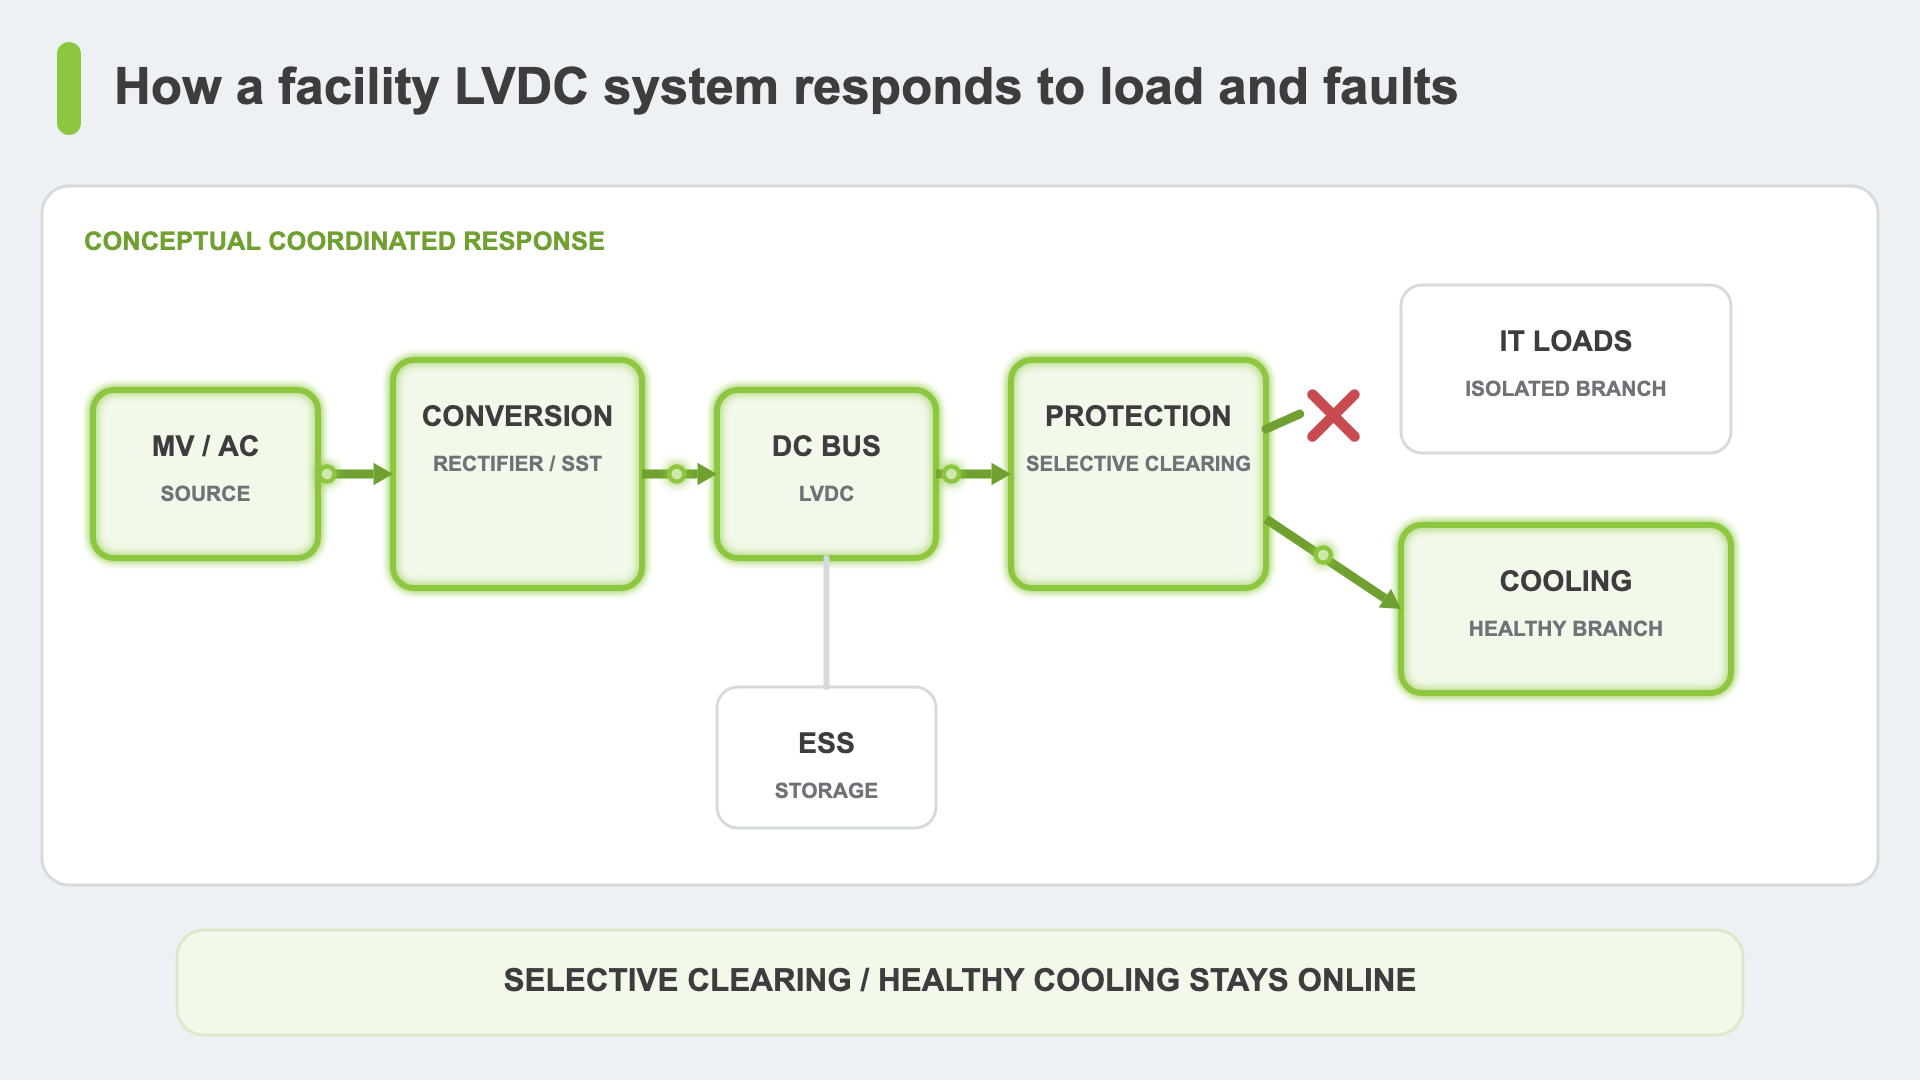 How a facility LVDC system responds to load and faults
CONCEPTUAL COORDINATED RESPONSE
MV / AC
SOURCE
CONVERSION
RECTIFIER / SST
DC BUS
LVDC
PROTECTION
SELECTIVE CLEARING
IT LOADS
ISOLATED BRANCH
COOLING
HEALTHY BRANCH
ESS
STORAGE
SELECTIVE CLEARING / HEALTHY COOLING STAYS ONLINE